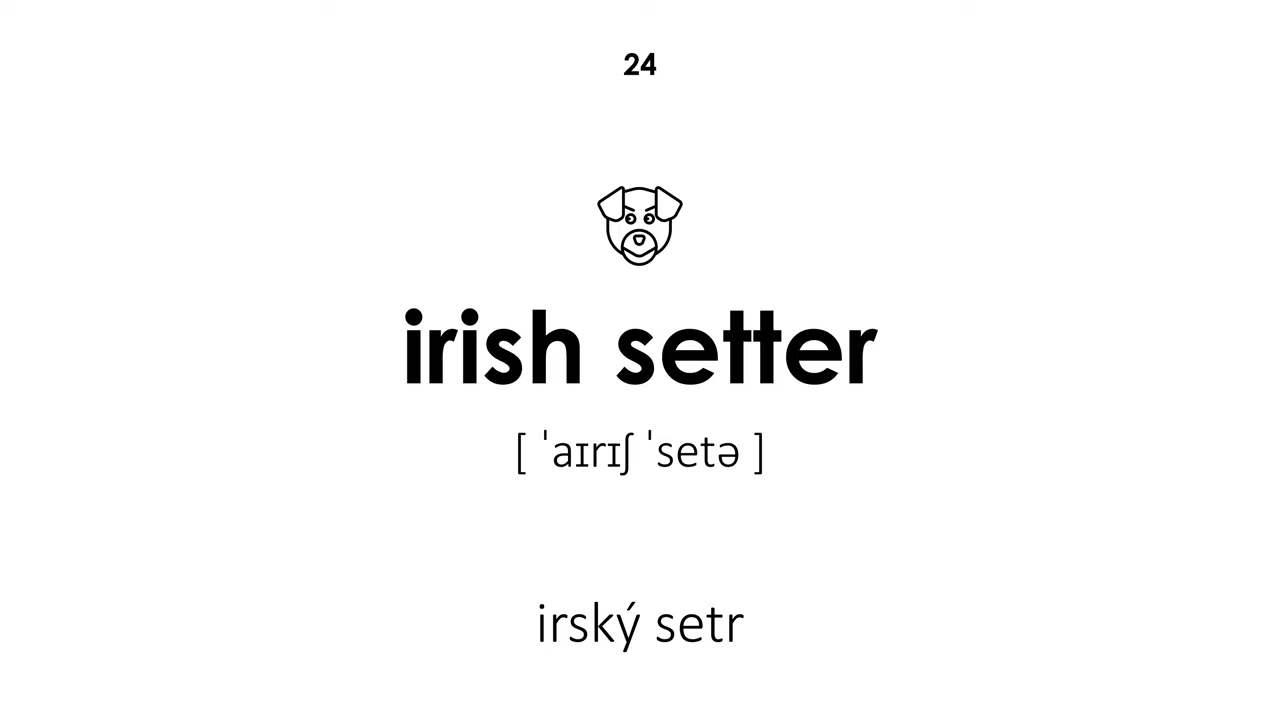 24
irish setter
[ ˈaɪrɪʃ ˈsetə ]
irský setr